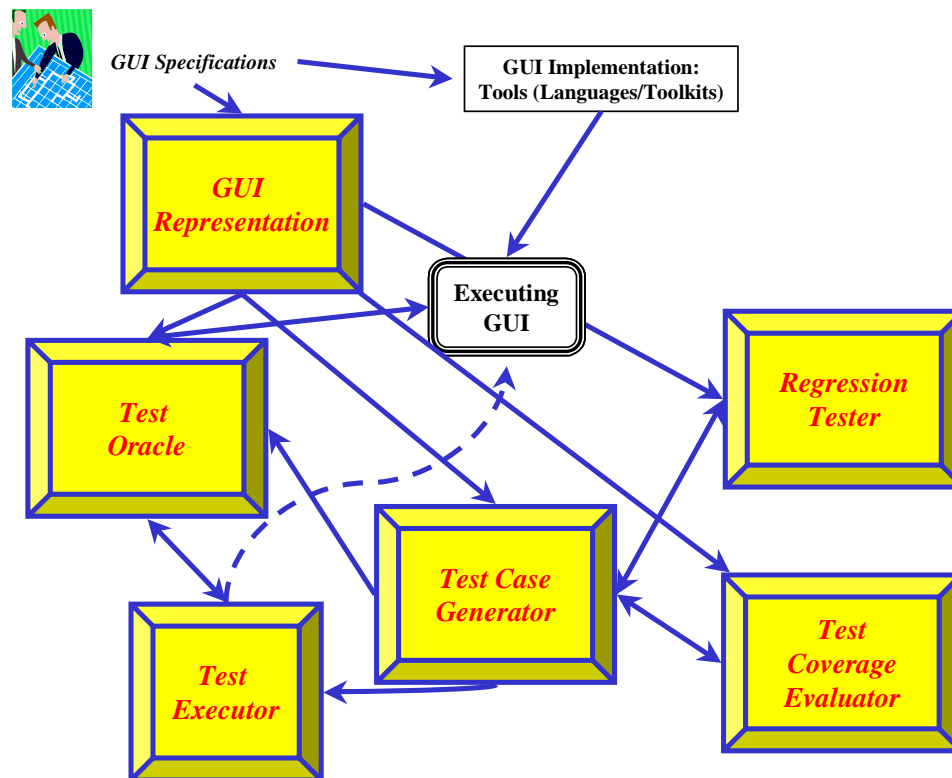 GUI Specifications
GUI Implementation:
Tools (Languages/Toolkits)
GUI
Representation
Executing
GUI
Test
Oracle
Regression
Tester
Test Case
Generator
Test
Coverage
Evaluator
Test
Executor